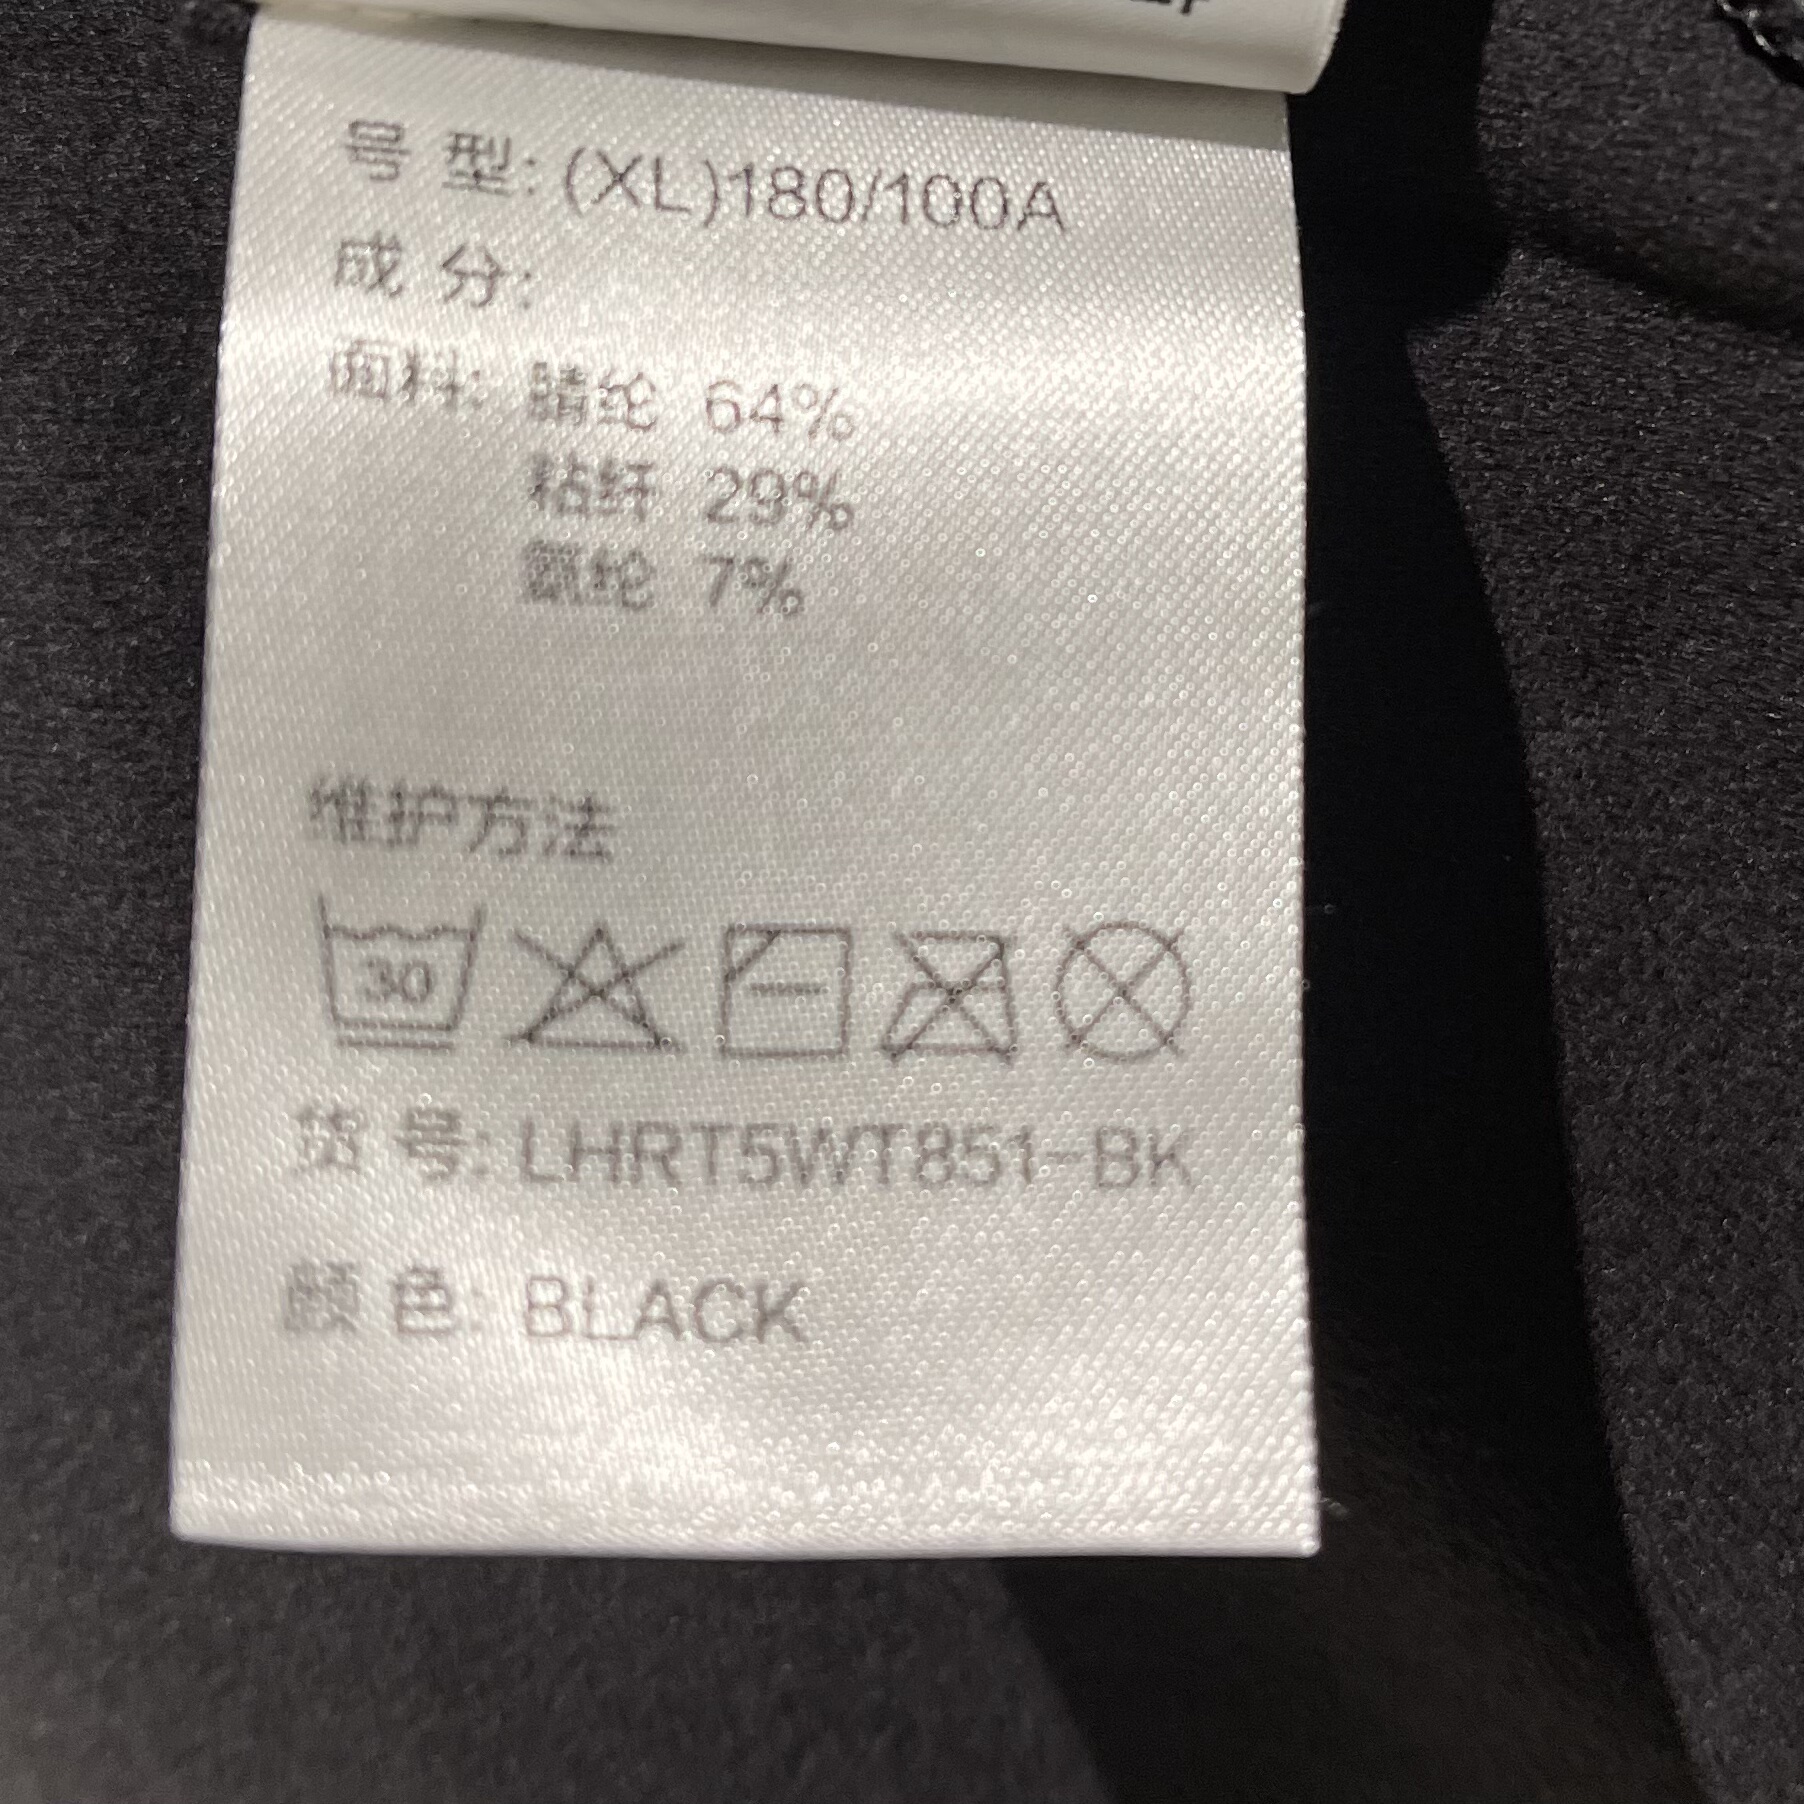 号 型: (XL)180/100A
成 分:
面料: 腈纶 64%
粘纤 29%
氨纶 7%
维护方法
30
货 号: LHRT5WT851-BK
颜 色: BLACK